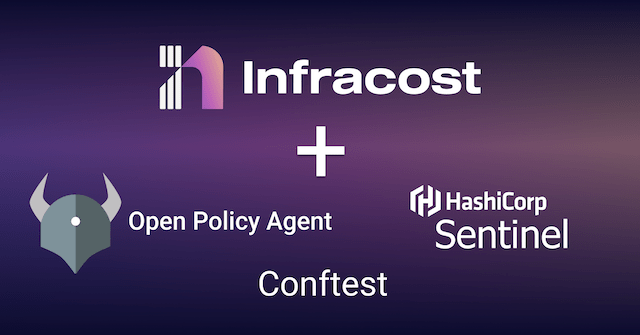 Infracost
+
Open Policy Agent
HashiCorp
Sentinel
Conftest